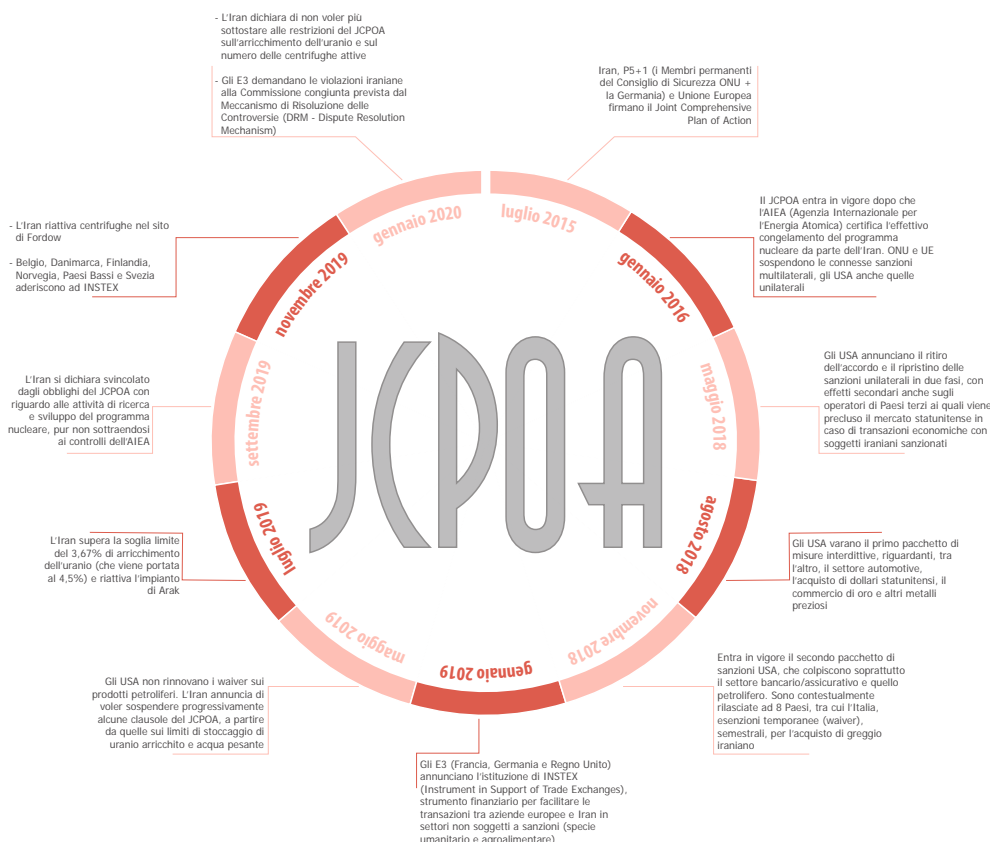 luglio 2015
Iran, P5+1 (i Membri permanenti
del Consiglio di Sicurezza ONU +
la Germania) e Unione Europea
firmano il Joint Comprehensive
Plan of Action
gennaio 2016
Il JCPOA entra in vigore dopo che
l'AIEA (Agenzia Internazionale per
l'Energia Atomica) certifica l'effettivo
congelamento del programma
nucleare da parte dell'Iran. ONU e UE
sospendono le connesse sanzioni
multilaterali, gli USA anche quelle
unilaterali
maggio 2018
Gli USA annunciano il ritiro
dell'accordo e il ripristino delle
sanzioni unilaterali in due fasi, con
effetti secondari anche sugli
operatori di Paesi terzi ai quali viene
precluso il mercato statunitense in
caso di transazioni economiche con
soggetti iraniani sanzionati
agosto 2018
Gli USA varano il primo pacchetto di
misure interdittive, riguardanti, tra
l'altro, il settore automotive,
l'acquisto di dollari statunitensi, il
commercio di oro e altri metalli
preziosi
novembre 2018
Entra in vigore il secondo pacchetto di
sanzioni USA, che colpiscono soprattutto
il settore bancario/assicurativo e quello
petrolifero. Sono contestualmente
rilasciate ad 8 Paesi, tra cui l'Italia,
esenzioni temporanee (waiver),
semestrali, per l'acquisto di greggio
iraniano
gennaio 2019
Gli E3 (Francia, Germania e Regno Unito)
annunciano l'istituzione di INSTEX
(Instrument in Support of Trade Exchanges),
strumento finanziario per facilitare le
transazioni tra aziende europee e Iran in
settori non soggetti a sanzioni (specie
umanitario e agroalimentare)
maggio 2019
Gli USA non rinnovano i waiver sui
prodotti petroliferi. L'Iran annuncia di
voler sospendere progressivamente
alcune clausole del JCPOA, a partire
da quelle sui limiti di stoccaggio di
uranio arricchito e acqua pesante
luglio 2019
L'Iran supera la soglia limite
del 3,67% di arricchimento
dell'uranio (che viene portata
al 4,5%) e riattiva l'impianto
di Arak
settembre 2019
L'Iran si dichiara svincolato
dagli obblighi del JCPOA con
riguardo alle attività di ricerca
e sviluppo del programma
nucleare, pur non sottraendosi
ai controlli dell'AIEA
novembre 2019
- L'Iran riattiva centrifughe nel sito
di Fordow
- Belgio, Danimarca, Finlandia,
Norvegia, Paesi Bassi e Svezia
aderiscono ad INSTEX
gennaio 2020
- L'Iran dichiara di non voler più
sottostare alle restrizioni del JCPOA
sull'arricchimento dell'uranio e sul
numero delle centrifughe attive
- Gli E3 demandano le violazioni iraniane
alla Commissione congiunta prevista dal
Meccanismo di Risoluzione delle
Controversie (DRM - Dispute Resolution
Mechanism)
JCPOA